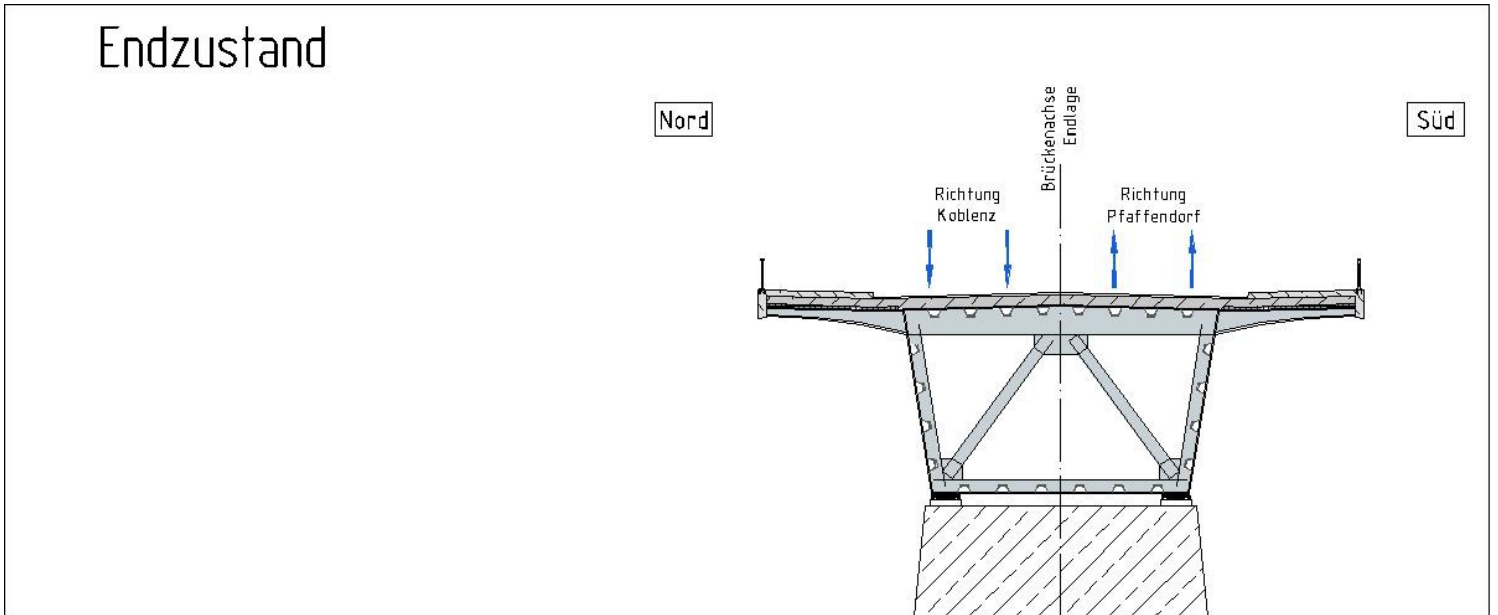 Endzustand
Nord
Süd
Brückenachse
Endlage
Richtung
Koblenz
Richtung
Pfaffendorf